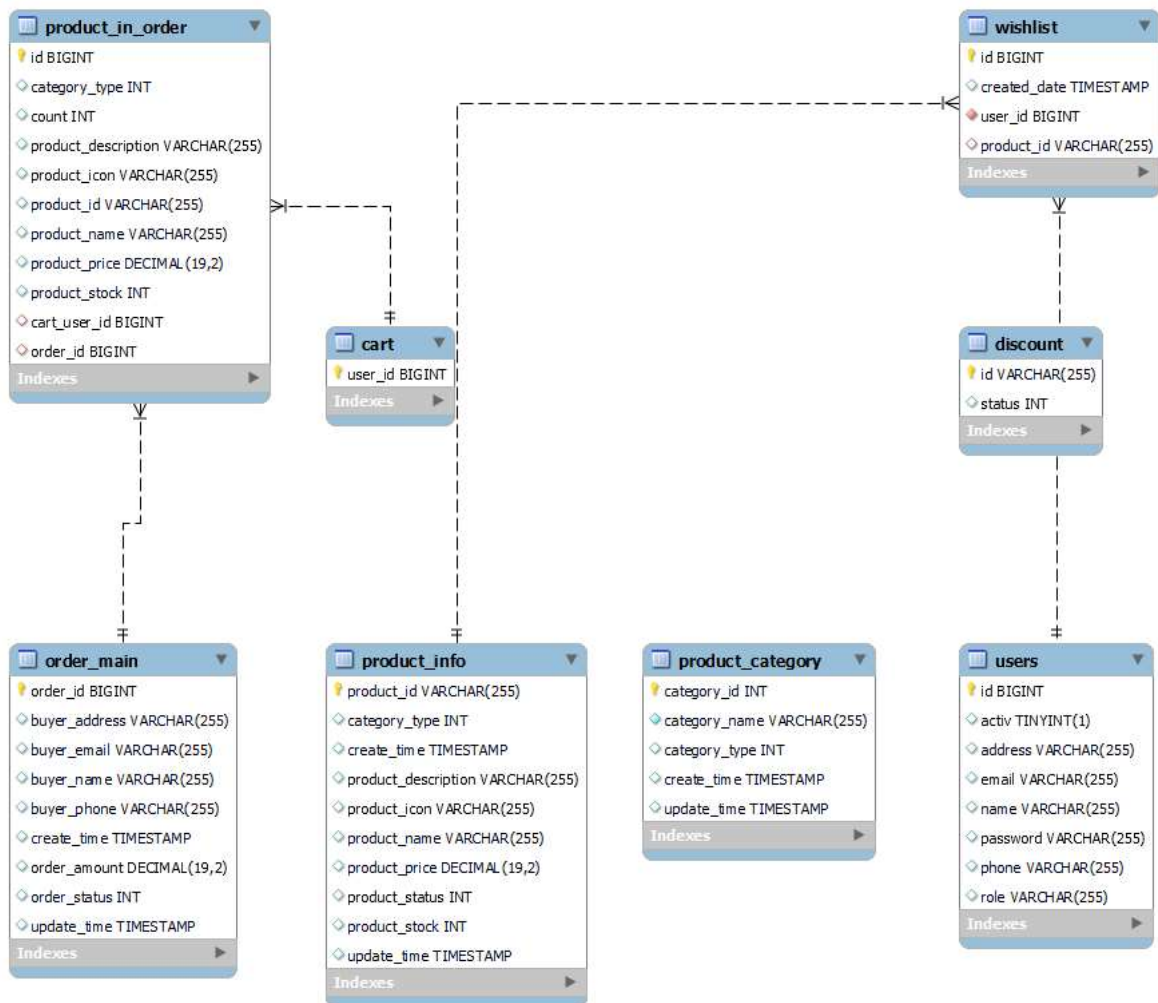 product_in_order
id BIGINT
category_type INT
count INT
product_description VARCHAR(255)
product_icon VARCHAR(255)
product_id VARCHAR(255)
product_name VARCHAR(255)
product_price DECIMAL(19,2)
product_stock INT
cart_user_id BIGINT
order_id BIGINT
Indexes
wishlist
id BIGINT
created_date TIMESTAMP
user_id BIGINT
product_id VARCHAR(255)
Indexes
cart
user_id BIGINT
Indexes
discount
id VARCHAR(255)
status INT
Indexes
order_main
order_id BIGINT
buyer_address VARCHAR(255)
buyer_email VARCHAR(255)
buyer_name VARCHAR(255)
buyer_phone VARCHAR(255)
create_time TIMESTAMP
order_amount DECIMAL(19,2)
order_status INT
update_time TIMESTAMP
Indexes
product_info
product_id VARCHAR(255)
category_type INT
create_time TIMESTAMP
product_description VARCHAR(255)
product_icon VARCHAR(255)
product_name VARCHAR(255)
product_price DECIMAL(19,2)
product_status INT
product_stock INT
update_time TIMESTAMP
Indexes
product_category
category_id INT
category_name VARCHAR(255)
category_type INT
create_time TIMESTAMP
update_time TIMESTAMP
Indexes
users
id BIGINT
activ TINYINT(1)
address VARCHAR(255)
email VARCHAR(255)
name VARCHAR(255)
password VARCHAR(255)
phone VARCHAR(255)
role VARCHAR(255)
Indexes